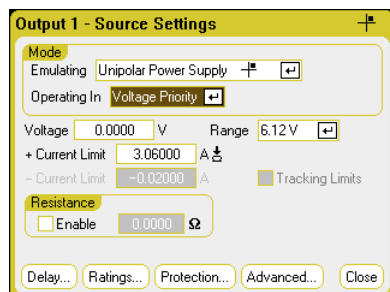 Output 1 - Source Settings
Mode
Emulating Unipolar Power Supply
Operating In Voltage Priority
Voltage 0.0000 V Range 6.12 V
+ Current Limit 3.06000 A
- Current Limit -0.02000 A Tracking Limits
Resistance
Enable 0.0000 Ω
Delay... Ratings... Protection... Advanced... Close